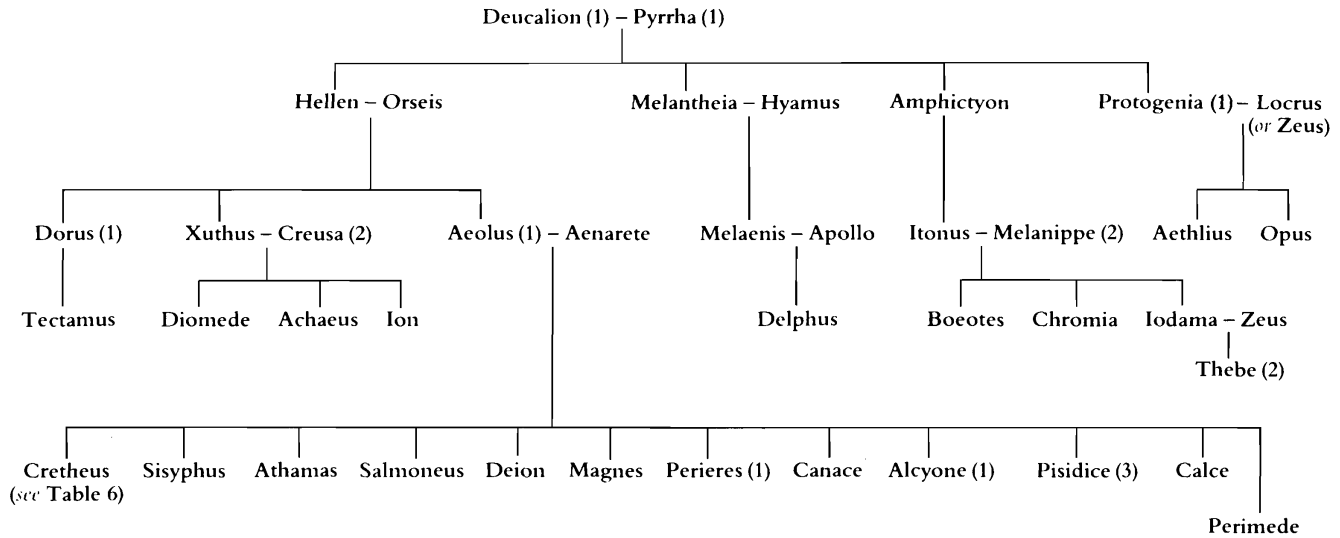 Deucalion (1) – Pyrrha (1)
Hellen – Orseis Melantheia – Hyamus Amphictyon Protogenia (1) – Locrus
(or Zeus)
Dorus (1) Xuthus – Creusa (2) Aeolus (1) – Aenarete Melaenis – Apollo Itonus – Melanippe (2) Aethlius Opus
Tectamus Diomede Achaeus Ion Delphus Boeotes Chromia Iodama – Zeus
Thebe (2)
Cretheus Sisyphus Athamas Salmoneus Deion Magnes Perieres (1) Canace Alcyone (1) Pisidice (3) Calce
(see Table 6)
Perimede